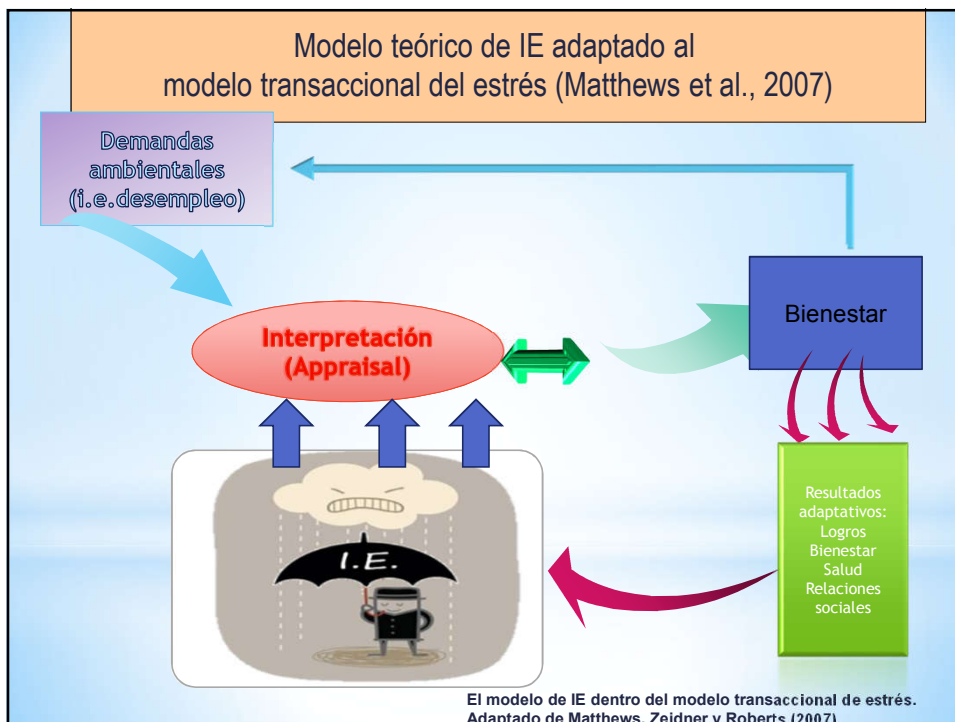 Modelo teórico de IE adaptado al
modelo transaccional del estrés (Matthews et al., 2007)
Demandas
ambientales
(i.e.desempleo)
Bienestar
Interpretación
(Appraisal)
I.E.
Resultados
adaptativos:
Logros
Bienestar
Salud
Relaciones
sociales
El modelo de IE dentro del modelo transaccional de estrés.
Adaptado de Matthews, Zeidner y Roberts (2007)